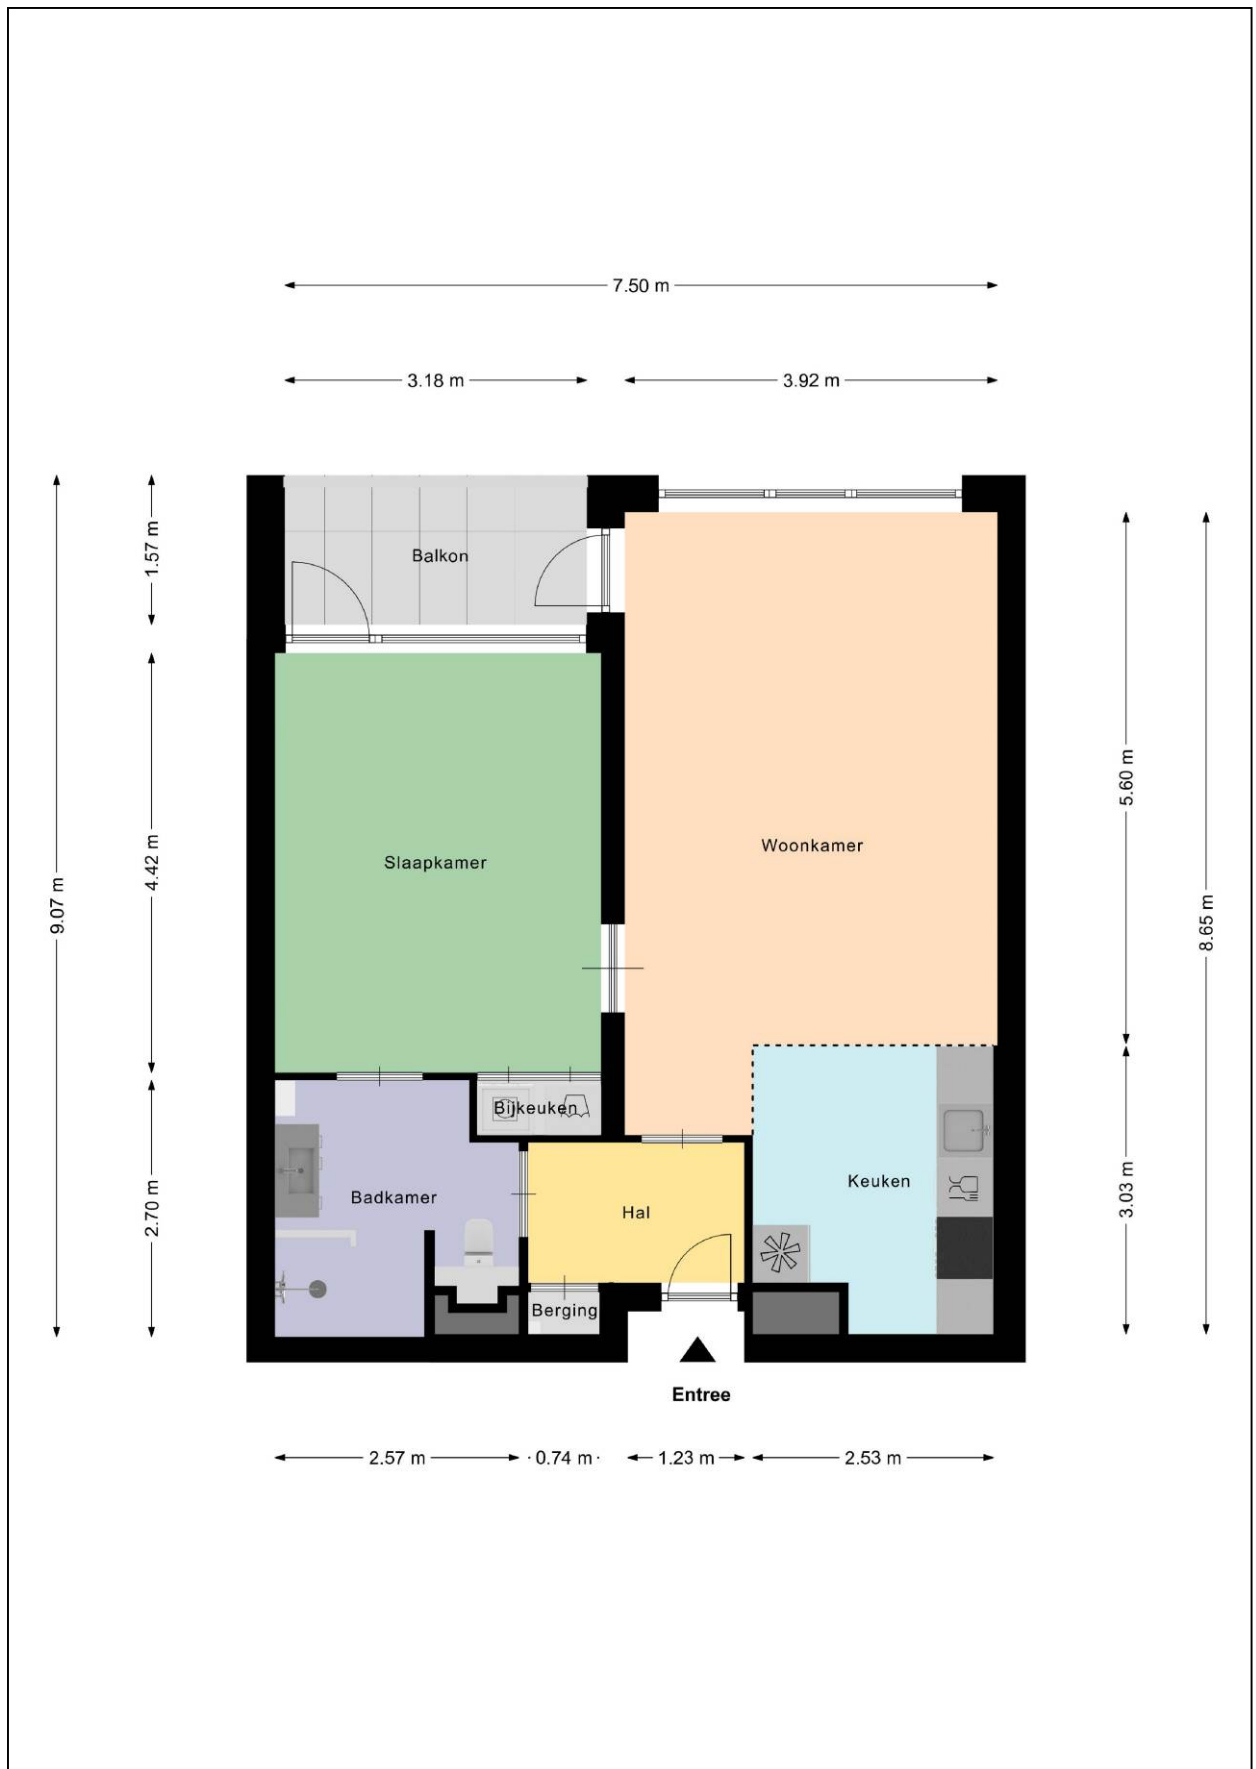 7.50 m
3.18 m
3.92 m
1.57 m
Balkon
5.60 m
Woonkamer
4.42 m
Slaapkamer
9.07 m
8.65 m
Bijkeuken
Keuken
3.03 m
Badkamer
2.70 m
Hal
Berging
Entree
2.57 m
0.74 m
1.23 m
2.53 m